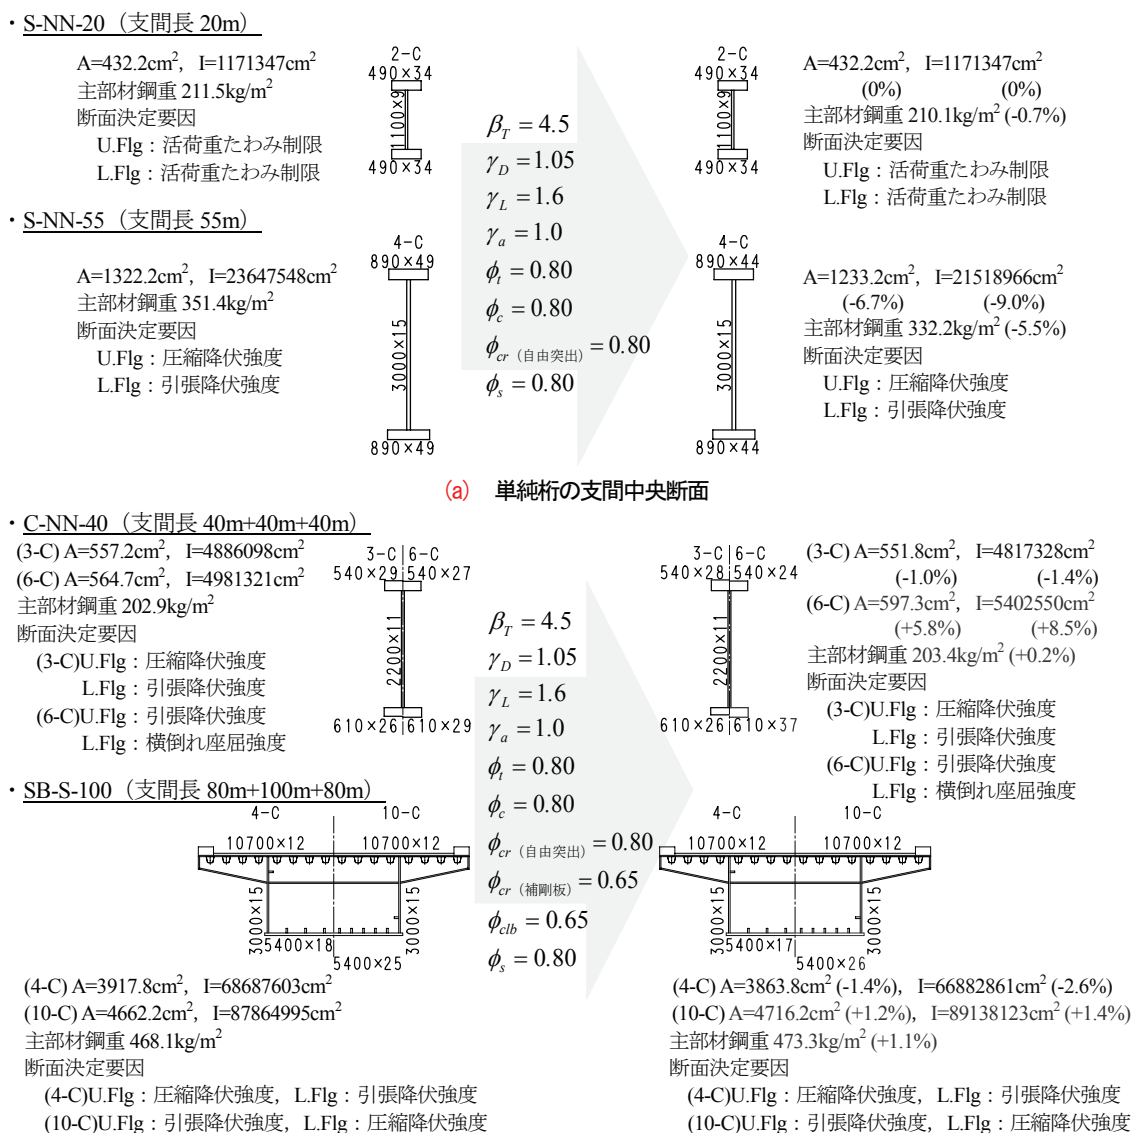 ・S-NN-20（支間長 20m）
A=432.2cm², I=1171347cm²
主部材鋼重 211.5kg/m²
断面決定要因
U.Flg：活荷重たわみ制限
L.Flg：活荷重たわみ制限
2-C
490×34
1100×9
490×34
・S-NN-55（支間長 55m）
A=1322.2cm², I=23647548cm²
主部材鋼重 351.4kg/m²
断面決定要因
U.Flg：圧縮降伏強度
L.Flg：引張降伏強度
4-C
890×49
3000×15
890×49
β_T = 4.5
γ_D = 1.05
γ_L = 1.6
γ_a = 1.0
ϕ_t = 0.80
ϕ_c = 0.80
ϕ_cr（自由突出）= 0.80
ϕ_s = 0.80
2-C
490×34
1100×9
490×34
A=432.2cm², I=1171347cm²
(0%) (0%)
主部材鋼重 210.1kg/m² (-0.7%)
断面決定要因
U.Flg：活荷重たわみ制限
L.Flg：活荷重たわみ制限
2-C
890×44
3000×15
890×44
A=1233.2cm², I=21518966cm²
(-6.7%) (-9.0%)
主部材鋼重 332.2kg/m² (-5.5%)
断面決定要因
U.Flg：圧縮降伏強度
L.Flg：引張降伏強度
(a) 単純桁の支間中央断面
・C-NN-40（支間長 40m+40m+40m）
(3-C) A=557.2cm², I=4886098cm²
(6-C) A=564.7cm², I=4981321cm²
主部材鋼重 202.9kg/m²
断面決定要因
(3-C)U.Flg：圧縮降伏強度
L.Flg：引張降伏強度
(6-C)U.Flg：引張降伏強度
L.Flg：横倒れ座屈強度
3-C|6-C
540×29|540×27
2200×11
610×26|610×29
・SB-S-100（支間長 80m+100m+80m）
4-C 10-C
10700×12 10700×12
3000×15
3000×15
5400×18
5400×25
(4-C) A=3917.8cm², I=68687603cm²
(10-C) A=4662.2cm², I=87864995cm²
主部材鋼重 468.1kg/m²
断面決定要因
(4-C)U.Flg：圧縮降伏強度, L.Flg：引張降伏強度
(10-C)U.Flg：引張降伏強度, L.Flg：圧縮降伏強度
β_T = 4.5
γ_D = 1.05
γ_L = 1.6
γ_a = 1.0
ϕ_t = 0.80
ϕ_c = 0.80
ϕ_cr（自由突出）= 0.80
ϕ_cr（補剛板）= 0.65
ϕ_clb = 0.65
ϕ_s = 0.80
3-C|6-C
540×28|540×24
2200×11
610×26|610×37
(3-C) A=551.8cm², I=4817328cm²
(-1.0%) (-1.4%)
(6-C) A=597.3cm², I=5402550cm²
(+5.8%) (+8.5%)
主部材鋼重 203.4kg/m² (+0.2%)
断面決定要因
(3-C)U.Flg：圧縮降伏強度
L.Flg：引張降伏強度
(6-C)U.Flg：引張降伏強度
L.Flg：横倒れ座屈強度
4-C 10-C
10700×12 10700×12
3000×15
3000×15
5400×17
5400×26
(4-C) A=3863.8cm² (-1.4%), I=66882861cm² (-2.6%)
(10-C) A=4716.2cm² (+1.2%), I=89138123cm² (+1.4%)
主部材鋼重 473.3kg/m² (+1.1%)
断面決定要因
(4-C)U.Flg：圧縮降伏強度, L.Flg：引張降伏強度
(10-C)U.Flg：引張降伏強度, L.Flg：圧縮降伏強度